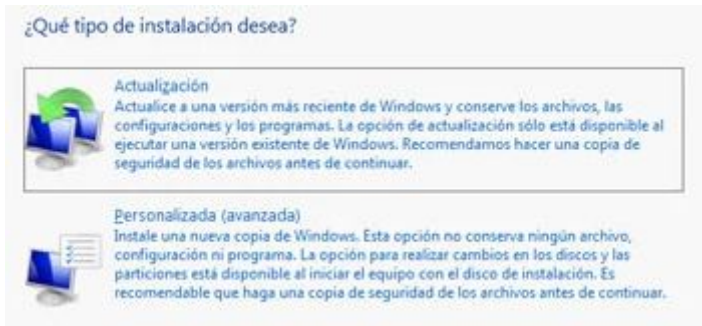 ¿Qué tipo de instalación desea?
Actualización
Actualice a una versión más reciente de Windows y conserve los archivos, las
configuraciones y los programas. La opción de actualización sólo está disponible al
ejecutar una versión existente de Windows. Recomendamos hacer una copia de
seguridad de los archivos antes de continuar.
Personalizada (avanzada)
Instale una nueva copia de Windows. Esta opción no conserva ningún archivo,
configuración ni programa. La opción para realizar cambios en los discos y las
particiones está disponible al iniciar el equipo con el disco de instalación. Es
recomendable que haga una copia de seguridad de los archivos antes de continuar.